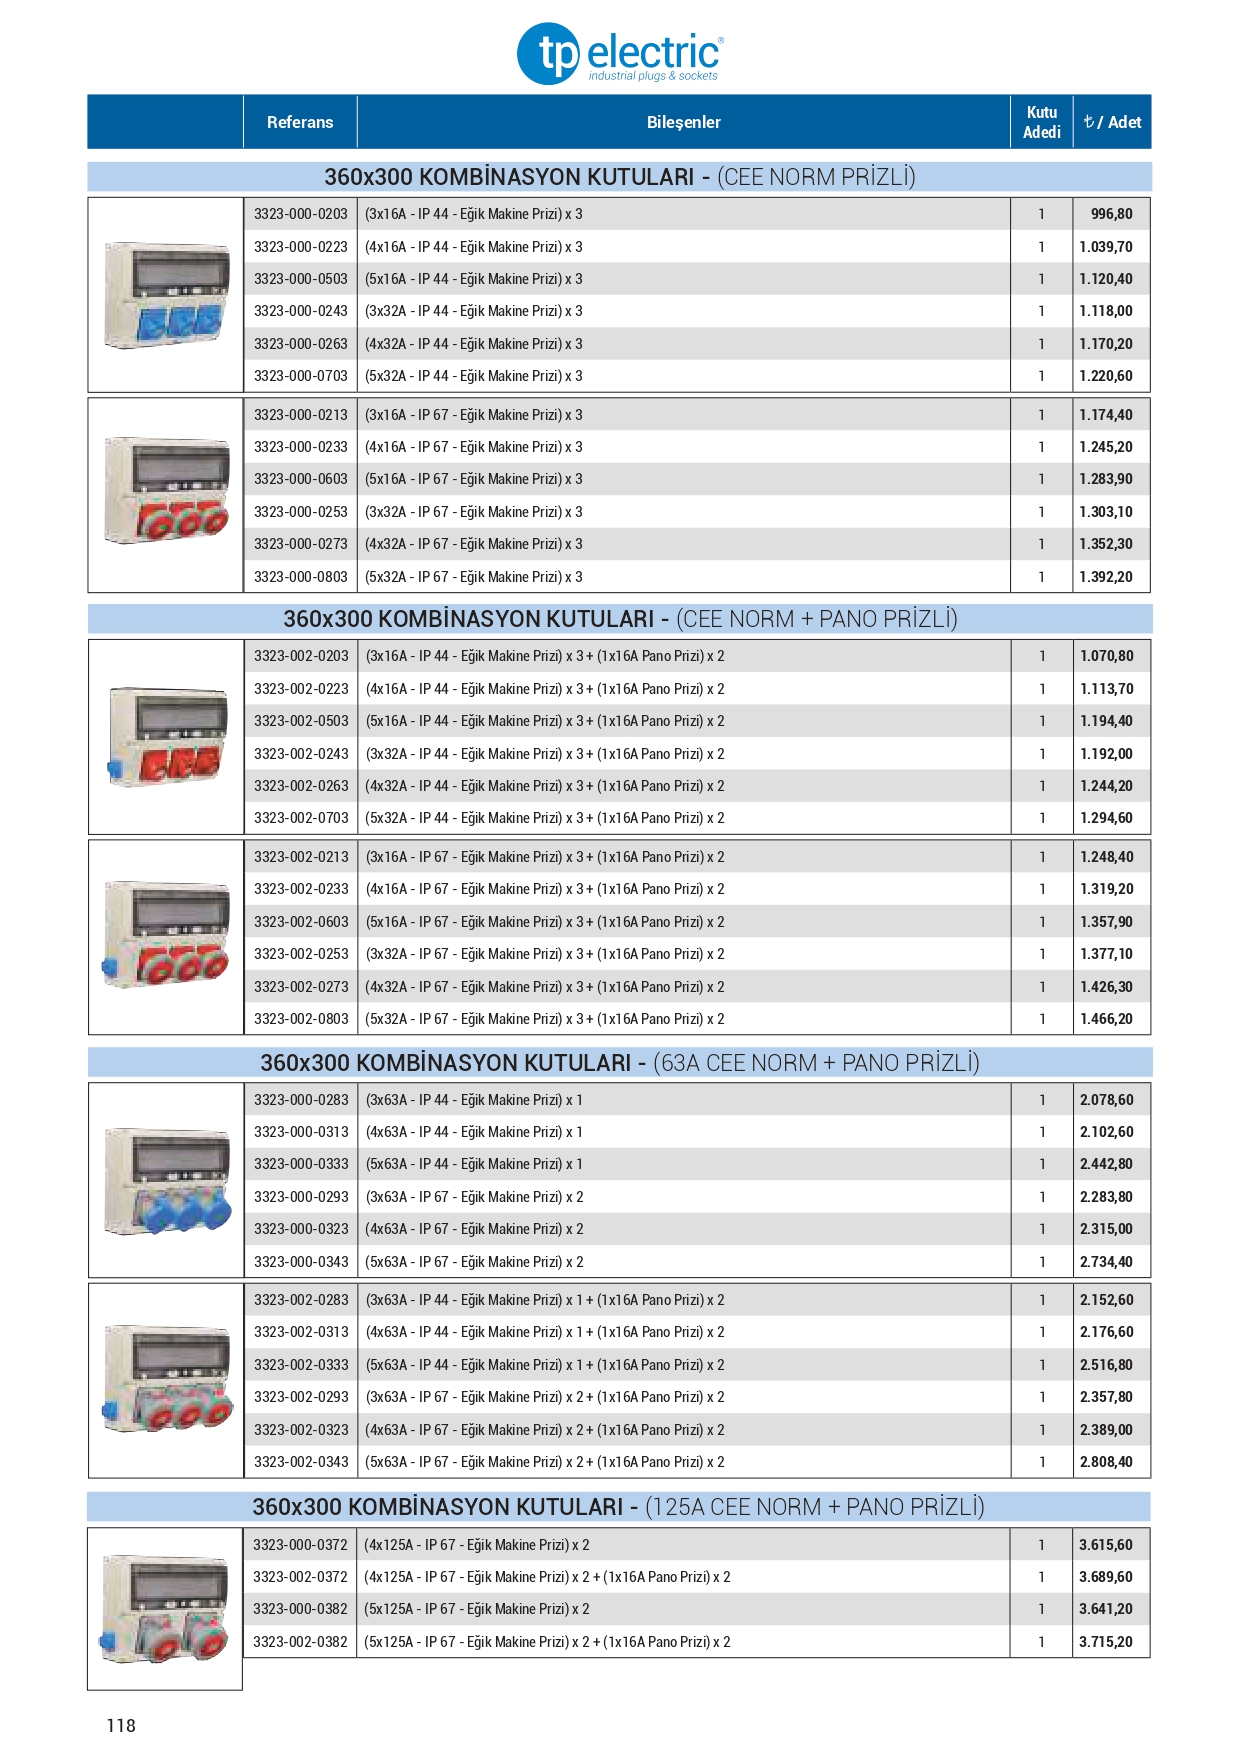 tp electric®
industrial plugs & sockets
Referans Bileşenler Kutu Adedi ₺ / Adet
360x300 KOMBİNASYON KUTULARI - (CEE NORM PRİZLİ)
3323-000-0203 (3x16A - IP 44 - Eğik Makine Prizi) x 3 1 996,80
3323-000-0223 (4x16A - IP 44 - Eğik Makine Prizi) x 3 1 1.039,70
3323-000-0503 (5x16A - IP 44 - Eğik Makine Prizi) x 3 1 1.120,40
3323-000-0243 (3x32A - IP 44 - Eğik Makine Prizi) x 3 1 1.118,00
3323-000-0263 (4x32A - IP 44 - Eğik Makine Prizi) x 3 1 1.170,20
3323-000-0703 (5x32A - IP 44 - Eğik Makine Prizi) x 3 1 1.220,60
3323-000-0213 (3x16A - IP 67 - Eğik Makine Prizi) x 3 1 1.174,40
3323-000-0233 (4x16A - IP 67 - Eğik Makine Prizi) x 3 1 1.245,20
3323-000-0603 (5x16A - IP 67 - Eğik Makine Prizi) x 3 1 1.283,90
3323-000-0253 (3x32A - IP 67 - Eğik Makine Prizi) x 3 1 1.303,10
3323-000-0273 (4x32A - IP 67 - Eğik Makine Prizi) x 3 1 1.352,30
3323-000-0803 (5x32A - IP 67 - Eğik Makine Prizi) x 3 1 1.392,20
360x300 KOMBİNASYON KUTULARI - (CEE NORM + PANO PRİZLİ)
3323-002-0203 (3x16A - IP 44 - Eğik Makine Prizi) x 3 + (1x16A Pano Prizi) x 2 1 1.070,80
3323-002-0223 (4x16A - IP 44 - Eğik Makine Prizi) x 3 + (1x16A Pano Prizi) x 2 1 1.113,70
3323-002-0503 (5x16A - IP 44 - Eğik Makine Prizi) x 3 + (1x16A Pano Prizi) x 2 1 1.194,40
3323-002-0243 (3x32A - IP 44 - Eğik Makine Prizi) x 3 + (1x16A Pano Prizi) x 2 1 1.192,00
3323-002-0263 (4x32A - IP 44 - Eğik Makine Prizi) x 3 + (1x16A Pano Prizi) x 2 1 1.244,20
3323-002-0703 (5x32A - IP 44 - Eğik Makine Prizi) x 3 + (1x16A Pano Prizi) x 2 1 1.294,60
3323-002-0213 (3x16A - IP 67 - Eğik Makine Prizi) x 3 + (1x16A Pano Prizi) x 2 1 1.248,40
3323-002-0233 (4x16A - IP 67 - Eğik Makine Prizi) x 3 + (1x16A Pano Prizi) x 2 1 1.319,20
3323-002-0603 (5x16A - IP 67 - Eğik Makine Prizi) x 3 + (1x16A Pano Prizi) x 2 1 1.357,90
3323-002-0253 (3x32A - IP 67 - Eğik Makine Prizi) x 3 + (1x16A Pano Prizi) x 2 1 1.377,10
3323-002-0273 (4x32A - IP 67 - Eğik Makine Prizi) x 3 + (1x16A Pano Prizi) x 2 1 1.426,30
3323-002-0803 (5x32A - IP 67 - Eğik Makine Prizi) x 3 + (1x16A Pano Prizi) x 2 1 1.466,20
360x300 KOMBİNASYON KUTULARI - (63A CEE NORM + PANO PRİZLİ)
3323-000-0283 (3x63A - IP 44 - Eğik Makine Prizi) x 1 1 2.078,60
3323-000-0313 (4x63A - IP 44 - Eğik Makine Prizi) x 1 1 2.102,60
3323-000-0333 (5x63A - IP 44 - Eğik Makine Prizi) x 1 1 2.442,80
3323-000-0293 (3x63A - IP 67 - Eğik Makine Prizi) x 2 1 2.283,80
3323-000-0323 (4x63A - IP 67 - Eğik Makine Prizi) x 2 1 2.315,00
3323-000-0343 (5x63A - IP 67 - Eğik Makine Prizi) x 2 1 2.734,40
3323-002-0283 (3x63A - IP 44 - Eğik Makine Prizi) x 1 + (1x16A Pano Prizi) x 2 1 2.152,60
3323-002-0313 (4x63A - IP 44 - Eğik Makine Prizi) x 1 + (1x16A Pano Prizi) x 2 1 2.176,60
3323-002-0333 (5x63A - IP 44 - Eğik Makine Prizi) x 1 + (1x16A Pano Prizi) x 2 1 2.516,80
3323-002-0293 (3x63A - IP 67 - Eğik Makine Prizi) x 2 + (1x16A Pano Prizi) x 2 1 2.357,80
3323-002-0323 (4x63A - IP 67 - Eğik Makine Prizi) x 2 + (1x16A Pano Prizi) x 2 1 2.389,00
3323-002-0343 (5x63A - IP 67 - Eğik Makine Prizi) x 2 + (1x16A Pano Prizi) x 2 1 2.808,40
360x300 KOMBİNASYON KUTULARI - (125A CEE NORM + PANO PRİZLİ)
3323-000-0372 (4x125A - IP 67 - Eğik Makine Prizi) x 2 1 3.615,60
3323-002-0372 (4x125A - IP 67 - Eğik Makine Prizi) x 2 + (1x16A Pano Prizi) x 2 1 3.689,60
3323-000-0382 (5x125A - IP 67 - Eğik Makine Prizi) x 2 1 3.641,20
3323-002-0382 (5x125A - IP 67 - Eğik Makine Prizi) x 2 + (1x16A Pano Prizi) x 2 1 3.715,20
118